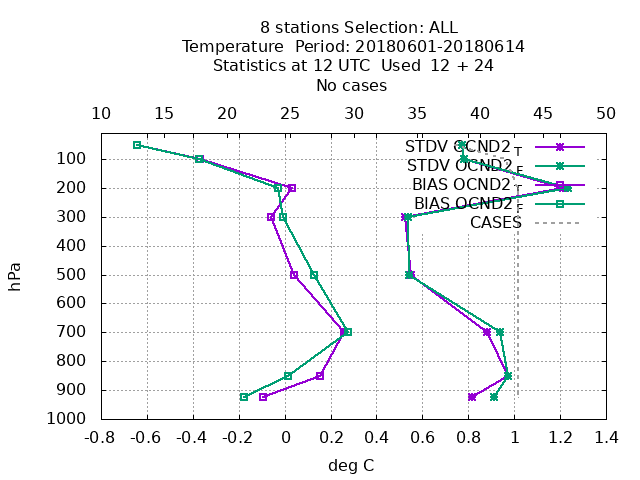 8 stations Selection: ALL
Temperature  Period: 20180601-20180614
Statistics at 12 UTC  Used  12 + 24
No cases
10 15 20 25 30 35 40 45 50
STDV OCND2 T
STDV OCND2 F
BIAS OCND2 T
BIAS OCND2 F
CASES
100
200
300
400
500
600
700
800
900
1000
hPa
-0.8 -0.6 -0.4 -0.2 0 0.2 0.4 0.6 0.8 1 1.2 1.4
deg C